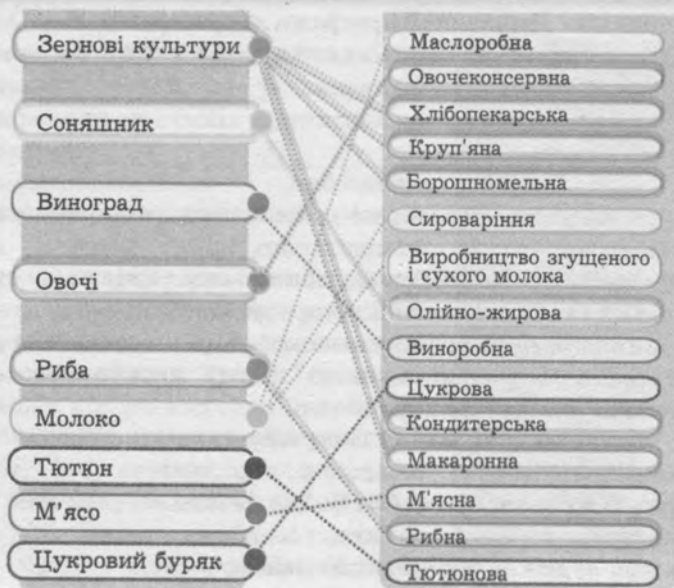 Зернові культури
Соняшник
Виноград
Овочі
Риба
Молоко
Тютюн
М'ясо
Цукровий буряк
Маслоробна
Овочеконсервна
Хлібопекарська
Круп'яна
Борошномельна
Сироваріння
Виробництво згущеного
і сухого молока
Олійно-жирова
Виноробна
Цукрова
Кондитерська
Макаронна
М'ясна
Рибна
Тютюнова